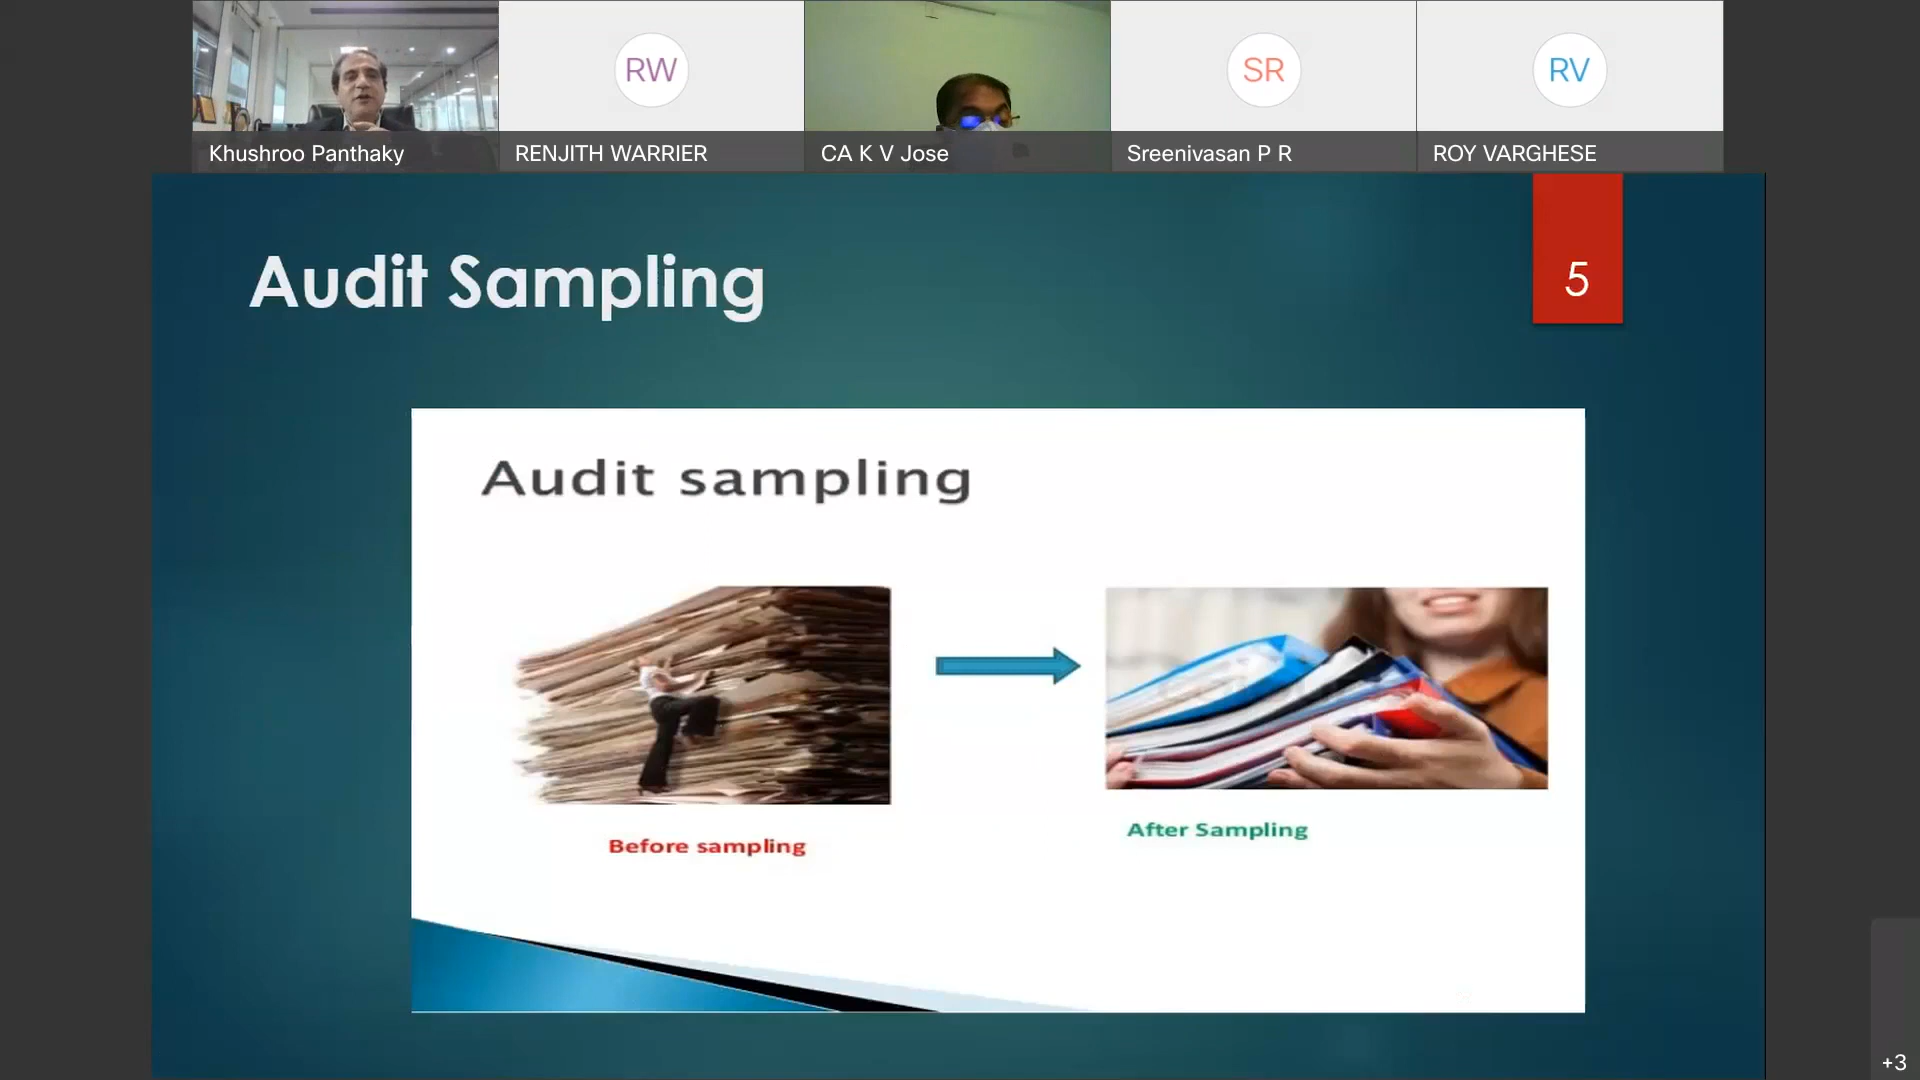 RW
SR
RV
Khushroo Panthaky
RENJITH WARRIER
CA K V Jose
Sreenivasan P R
ROY VARGHESE
Audit Sampling
5
Audit sampling
Before sampling
After Sampling
+3